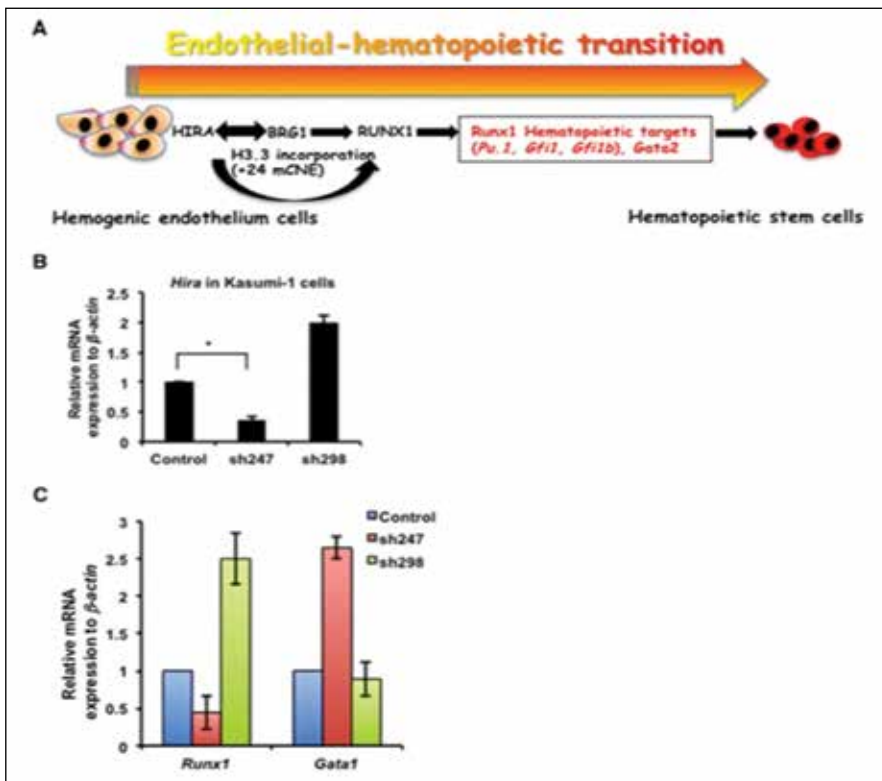 A
Endothelial-hematopoietic transition
HIRA BRG1 RUNX1 Runx1 Hematopoietic targets
(Pu.1, Gfi1, Gfi1b), Gata2
H3.3 incorporation
(+24 mCNE)
Hemogenic endothelium cells Hematopoietic stem cells
B
Hira in Kasumi-1 cells
Relative mRNA
expression to β-actin
2.5
2
1.5
1
0.5
0
*
Control sh247 sh298
C
Relative mRNA
expression to β-actin
3
2.5
2
1.5
1
0.5
0
Control
sh247
sh298
Runx1 Gata1